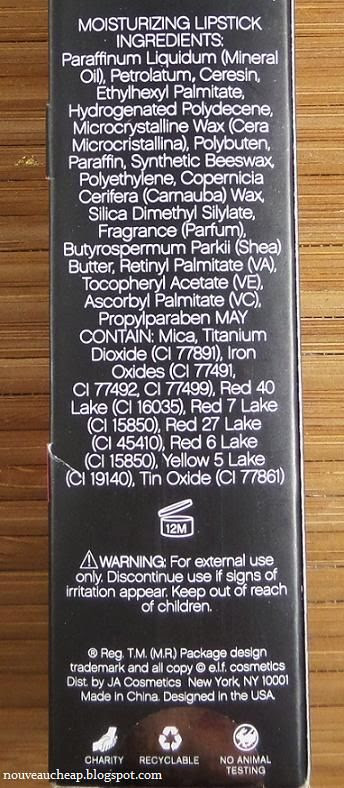 MOISTURIZING LIPSTICK
INGREDIENTS:
Paraffinum Liquidum (Mineral
Oil), Petrolatum, Ceresin,
Ethylhexyl Palmitate,
Hydrogenated Polydecene,
Microcrystalline Wax (Cera
Microcristallina), Polybuten,
Paraffin, Synthetic Beeswax,
Polyethylene, Copernicia
Cerifera (Carnauba) Wax,
Silica Dimethyl Silylate,
Fragrance (Parfum),
Butyrospermum Parkii (Shea)
Butter, Retinyl Palmitate (VA),
Tocopheryl Acetate (VE),
Ascorbyl Palmitate (VC),
Propylparaben MAY
CONTAIN: Mica, Titanium
Dioxide (CI 77891), Iron
Oxides (CI 77491,
CI 77492, CI 77499), Red 40
Lake (CI 16035), Red 7 Lake
(CI 15850), Red 27 Lake
(CI 45410), Red 6 Lake
(CI 15850), Yellow 5 Lake
(CI 19140), Tin Oxide (CI 77861)
12M
WARNING: For external use
only. Discontinue use if signs of
irritation appear. Keep out of reach
of children.
® Reg. T.M. (M.R.) Package design
trademark and all copy © e.l.f. cosmetics
Dist. by JA Cosmetics New York, NY 10001
Made in China. Designed in the USA.
CHARITY RECYCLABLE NO ANIMAL
TESTING
nouveaucheap.blogspot.com